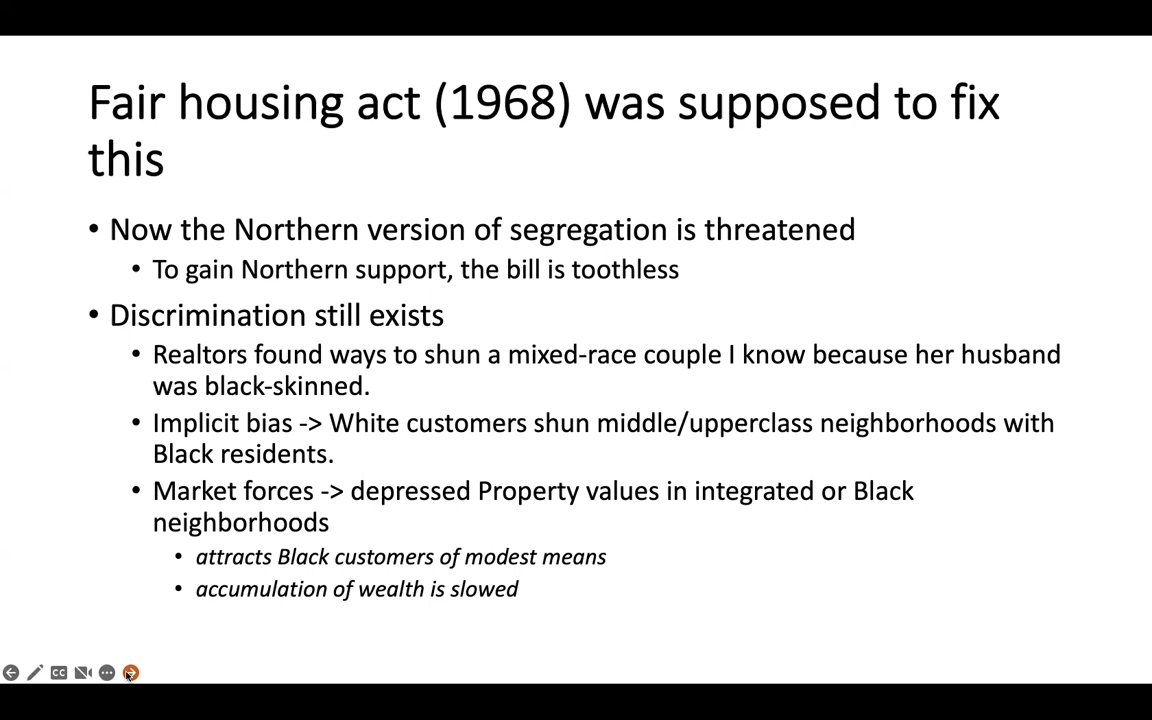 Fair housing act (1968) was supposed to fix
this
• Now the Northern version of segregation is threatened
• To gain Northern support, the bill is toothless
• Discrimination still exists
• Realtors found ways to shun a mixed-race couple I know because her husband
was black-skinned.
• Implicit bias -> White customers shun middle/upperclass neighborhoods with
Black residents.
• Market forces -> depressed Property values in integrated or Black
neighborhoods
• attracts Black customers of modest means
• accumulation of wealth is slowed
CC